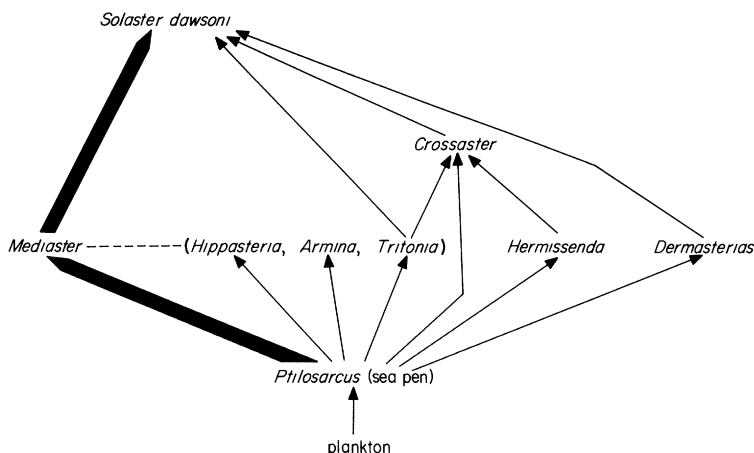 Solaster dawsoni
Crossaster
Mediaster (Hippasteria, Armina, Tritonia) Hermissenda Dermasterias
Ptilosarcus (sea pen)
plankton